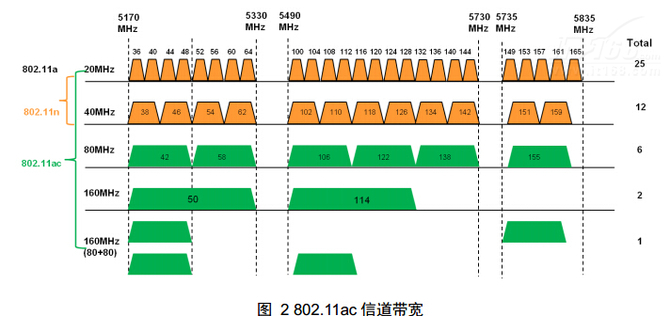 5170 MHz 5330 MHz 5490 MHz 5730 MHz 5735 MHz 5835 MHz
36 40 44 48 52 56 60 64 100 104 108 112 116 120 124 128 132 136 140 144 149 153 157 161 165 Total
802.11a 20MHz 25
802.11n 40MHz 38 46 54 62 102 110 118 126 134 142 151 159 12
802.11ac 80MHz 42 58 106 122 138 155 6
160MHz 50 114 2
160MHz 1
(80+80)
图 2 802.11ac 信道带宽